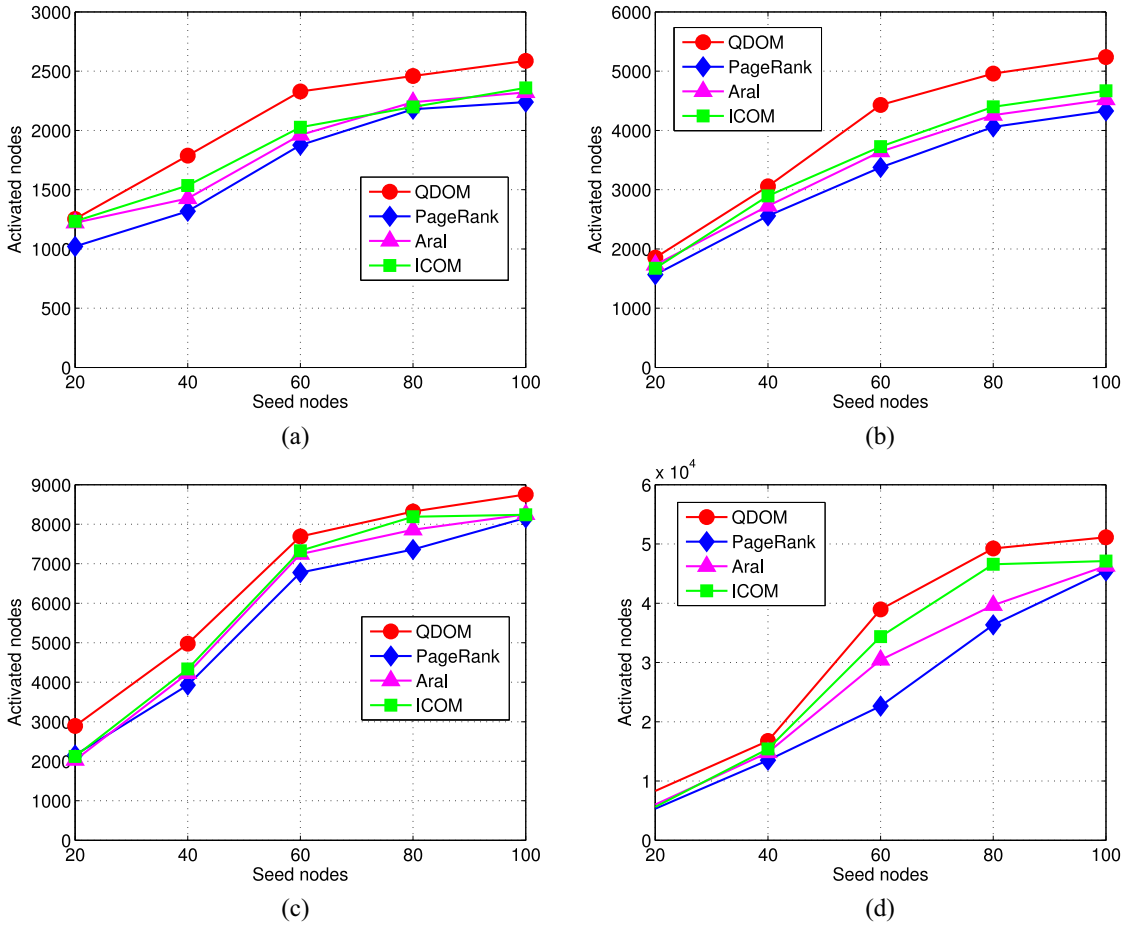 3000
2500
2000
1500
1000
500
0
Activated nodes
20 40 60 80 100
Seed nodes
QDOM
PageRank
Aral
ICOM
(a)
6000
5000
4000
3000
2000
1000
0
Activated nodes
20 40 60 80 100
Seed nodes
QDOM
PageRank
Aral
ICOM
(b)
9000
8000
7000
6000
5000
4000
3000
2000
1000
0
Activated nodes
20 40 60 80 100
Seed nodes
QDOM
PageRank
Aral
ICOM
(c)
x 10^4
6
5
4
3
2
1
0
Activated nodes
20 40 60 80 100
Seed nodes
QDOM
PageRank
Aral
ICOM
(d)